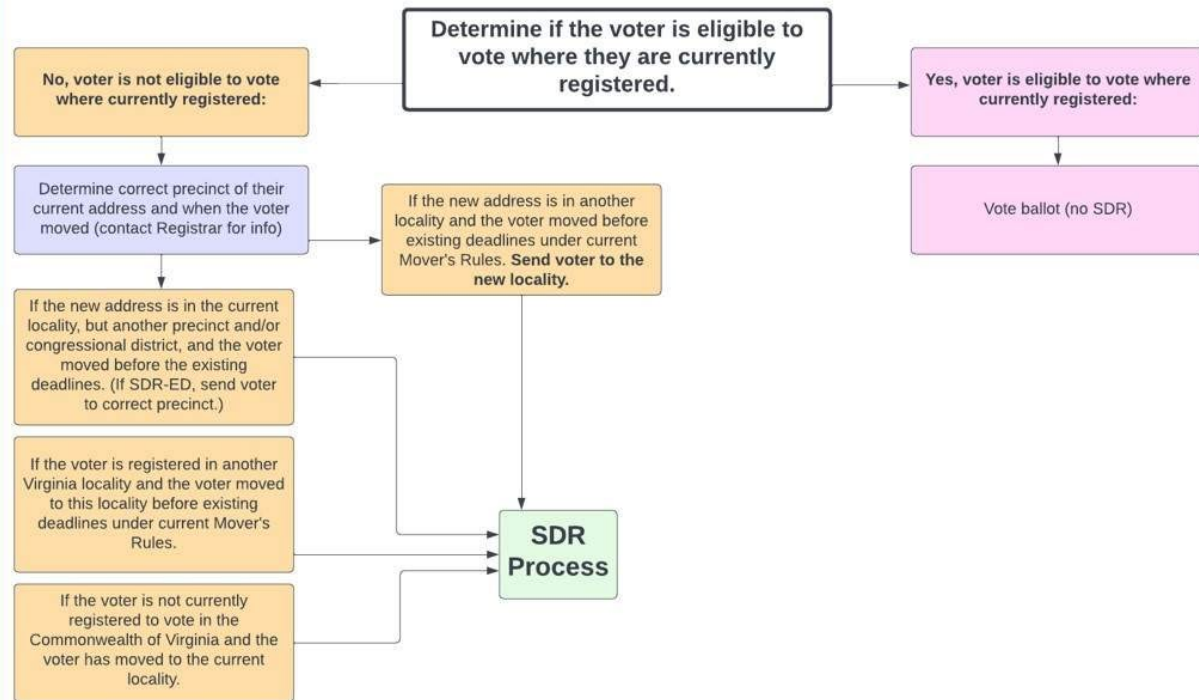 Determine if the voter is eligible to
vote where they are currently
registered.
No, voter is not eligible to vote
where currently registered:
Yes, voter is eligible to vote where
currently registered:
Determine correct precinct of their
current address and when the voter
moved (contact Registrar for info)
If the new address is in another
locality and the voter moved before
existing deadlines under current
Mover's Rules. Send voter to the
new locality.
Vote ballot (no SDR)
If the new address is in the current
locality, but another precinct and/or
congressional district, and the voter
moved before the existing
deadlines. (If SDR-ED, send voter
to correct precinct.)
If the voter is registered in another
Virginia locality and the voter moved
to this locality before existing
deadlines under current Mover's
Rules.
SDR
Process
If the voter is not currently
registered to vote in the
Commonwealth of Virginia and the
voter has moved to the current
locality.